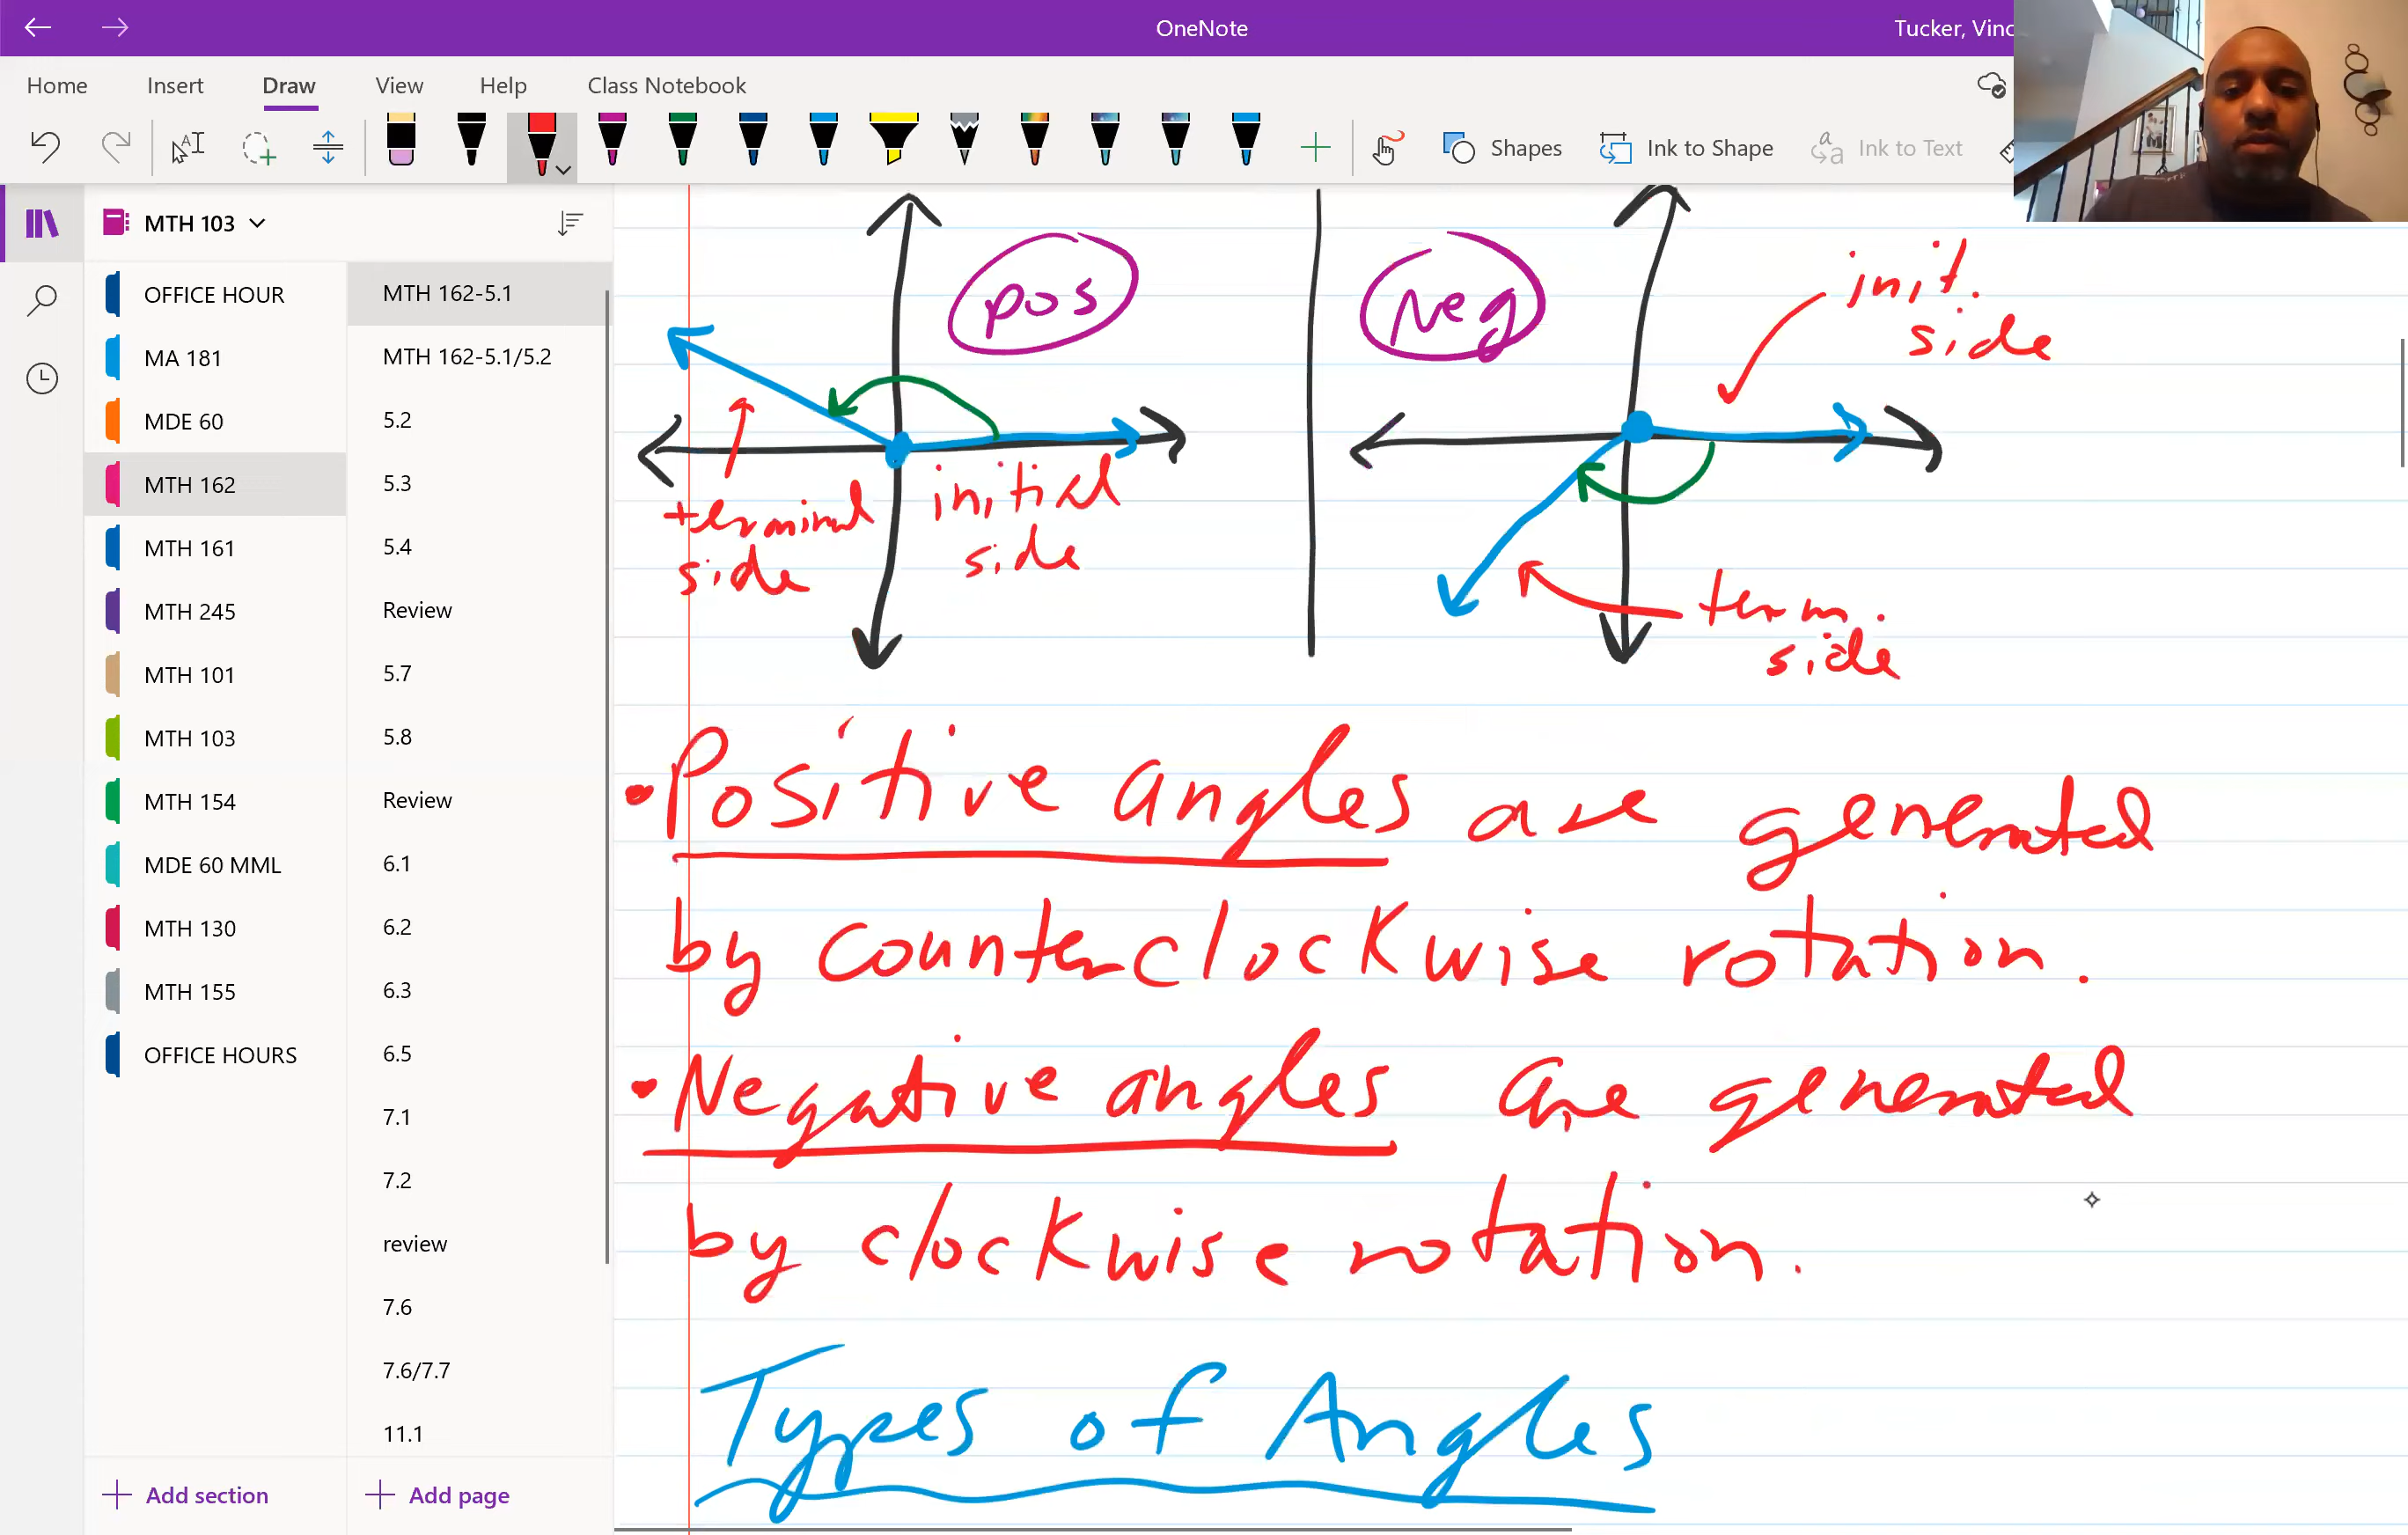 OneNote
Tucker, Vinc
Home
Insert
Draw
View
Help
Class Notebook
Shapes
Ink to Shape
Ink to Text
MTH 103
OFFICE HOUR
MA 181
MDE 60
MTH 162
MTH 161
MTH 245
MTH 101
MTH 103
MTH 154
MDE 60 MML
MTH 130
MTH 155
OFFICE HOURS
Add section
MTH 162-5.1
MTH 162-5.1/5.2
5.2
5.3
5.4
Review
5.7
5.8
Review
6.1
6.2
6.3
6.5
7.1
7.2
review
7.6
7.6/7.7
11.1
Add page
pos
terminal
side
initial
side
Neg
init.
side
term.
side
• Positive angles are generated
by counterclockwise rotation.
• Negative angles are generated
by clockwise rotation.
Types of Angles